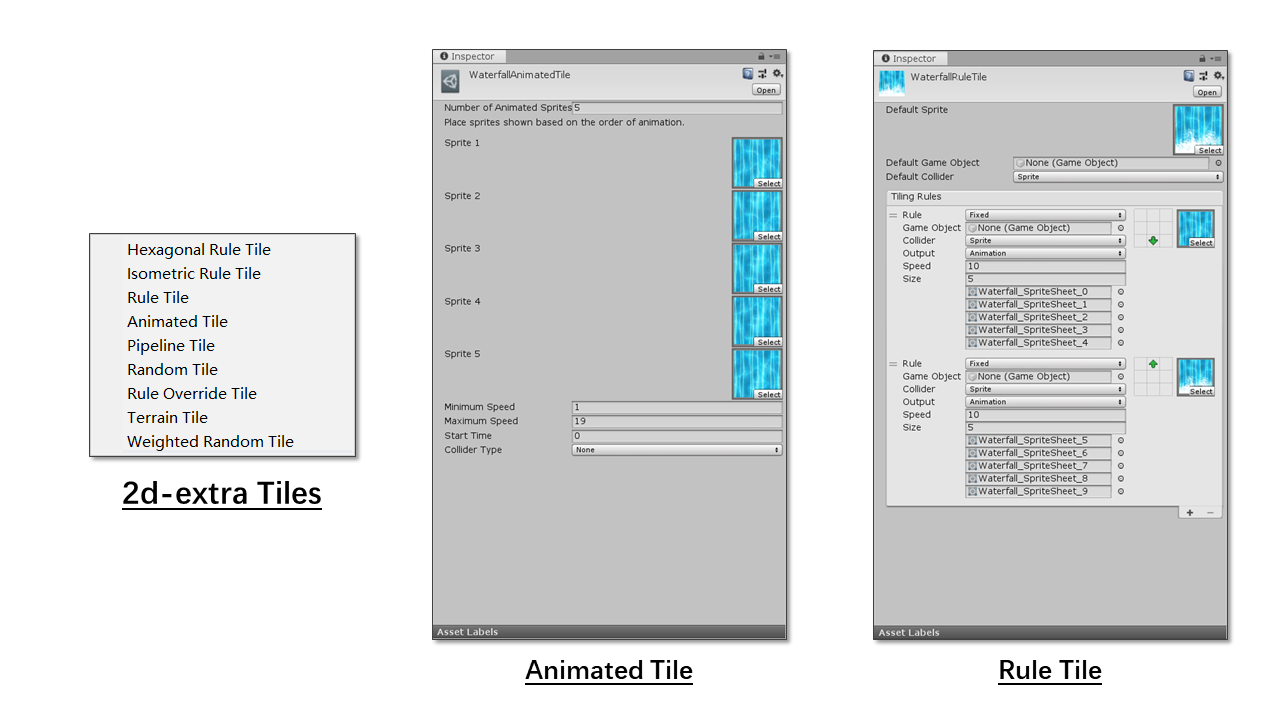 Hexagonal Rule Tile
Isometric Rule Tile
Rule Tile
Animated Tile
Pipeline Tile
Random Tile
Rule Override Tile
Terrain Tile
Weighted Random Tile
2d-extra Tiles
Inspector
WaterfallAnimatedTile
Open
Number of Animated Sprites 5
Place sprites shown based on the order of animation.
Sprite 1
Select
Sprite 2
Select
Sprite 3
Select
Sprite 4
Select
Sprite 5
Select
Minimum Speed 1
Maximum Speed 19
Start Time 0
Collider Type None
Asset Labels
Animated Tile
Inspector
WaterfallRuleTile
Open
Default Sprite
Select
Default Game Object None (Game Object)
Default Collider Sprite
Tiling Rules
Rule Fixed
Game Object None (Game Object)
Collider Sprite
Select
Output Animation
Speed 10
Size 5
Waterfall_SpriteSheet_0
Waterfall_SpriteSheet_1
Waterfall_SpriteSheet_2
Waterfall_SpriteSheet_3
Waterfall_SpriteSheet_4
Rule Fixed
Game Object None (Game Object)
Collider Sprite
Select
Output Animation
Speed 10
Size 5
Waterfall_SpriteSheet_5
Waterfall_SpriteSheet_6
Waterfall_SpriteSheet_7
Waterfall_SpriteSheet_8
Waterfall_SpriteSheet_9
+ −
Asset Labels
Rule Tile